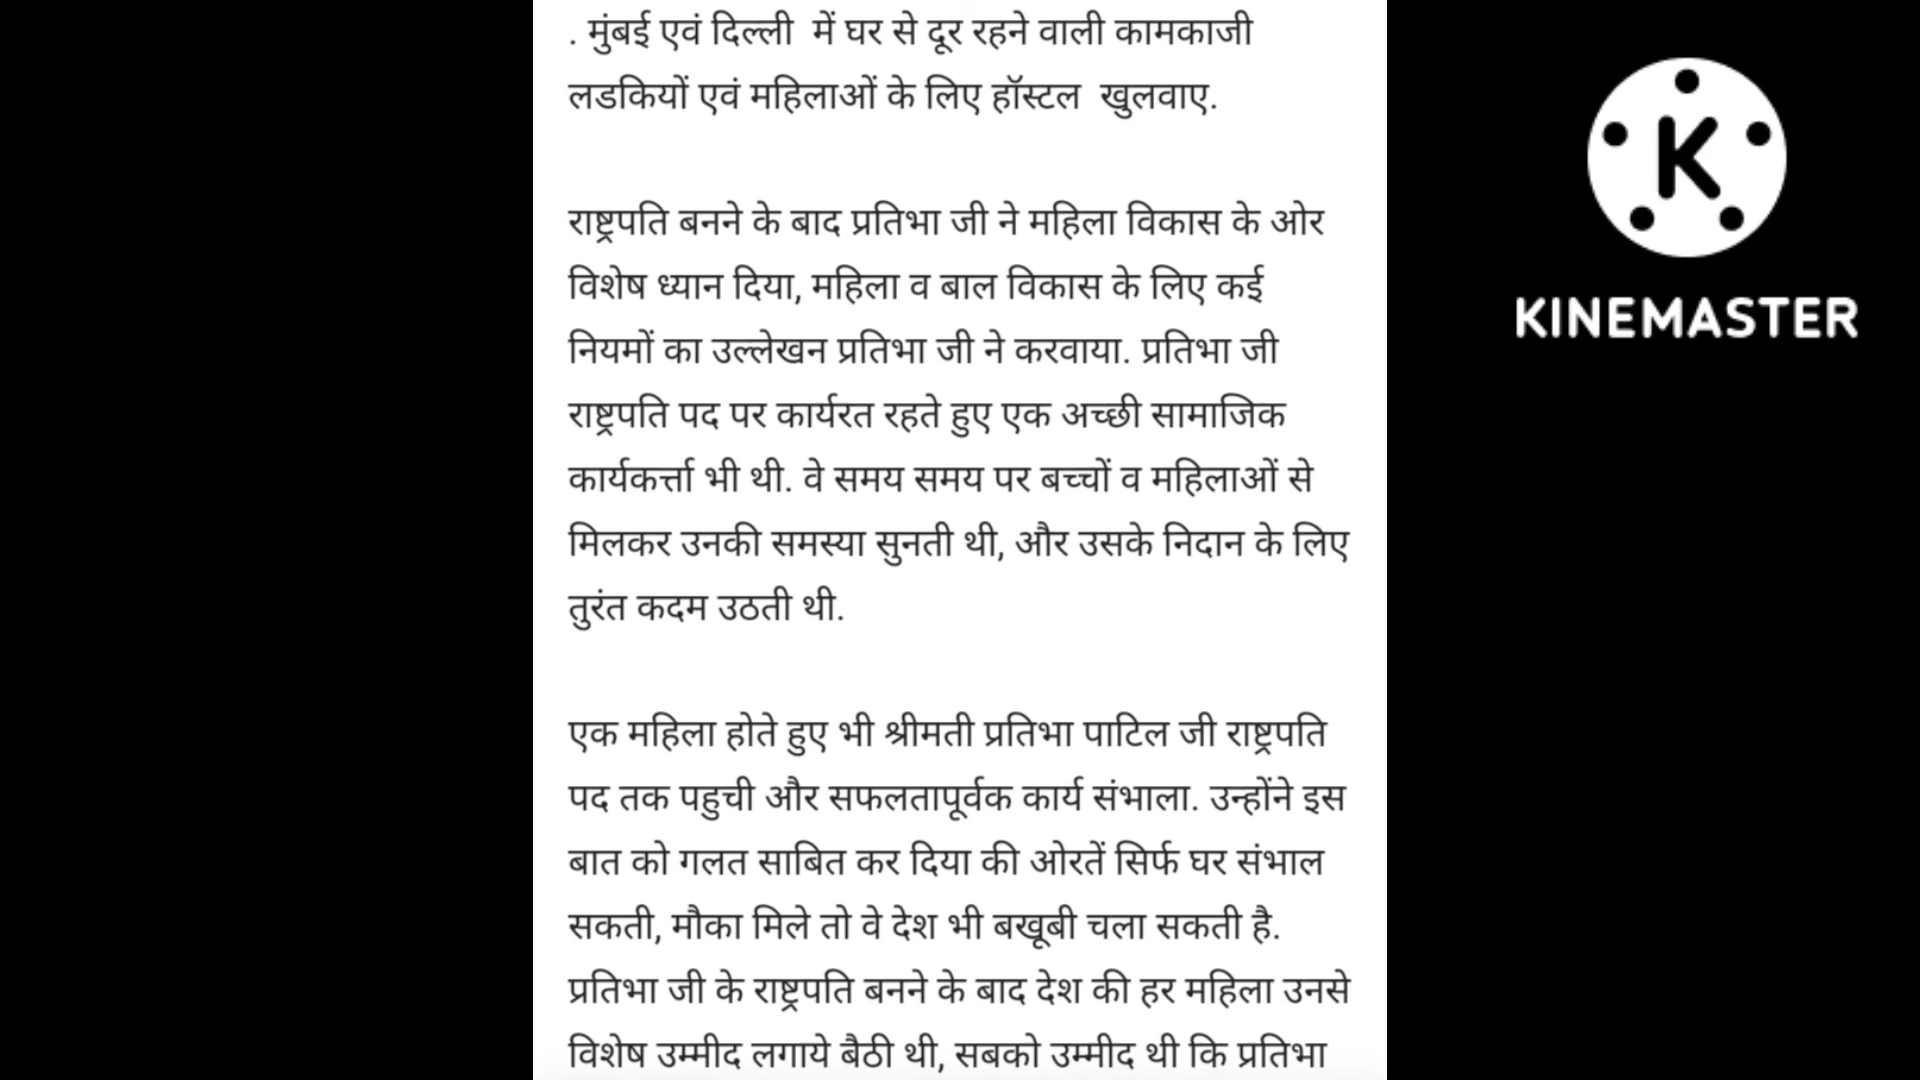 . मुंबई एवं दिल्ली में घर से दूर रहने वाली कामकाजी
लडकियों एवं महिलाओं के लिए हॉस्टल खुलवाए.
राष्ट्रपति बनने के बाद प्रतिभा जी ने महिला विकास के ओर
विशेष ध्यान दिया, महिला व बाल विकास के लिए कई
नियमों का उल्लेखन प्रतिभा जी ने करवाया. प्रतिभा जी
राष्ट्रपति पद पर कार्यरत रहते हुए एक अच्छी सामाजिक
कार्यकर्त्ता भी थी. वे समय समय पर बच्चों व महिलाओं से
मिलकर उनकी समस्या सुनती थी, और उसके निदान के लिए
तुरंत कदम उठती थी.
एक महिला होते हुए भी श्रीमती प्रतिभा पाटिल जी राष्ट्रपति
पद तक पहुची और सफलतापूर्वक कार्य संभाला. उन्होंने इस
बात को गलत साबित कर दिया की ओरतें सिर्फ घर संभाल
सकती, मौका मिले तो वे देश भी बखूबी चला सकती है.
प्रतिभा जी के राष्ट्रपति बनने के बाद देश की हर महिला उनसे
विशेष उम्मीद लगाये बैठी थी, सबको उम्मीद थी कि प्रतिभा
K
KINEMASTER